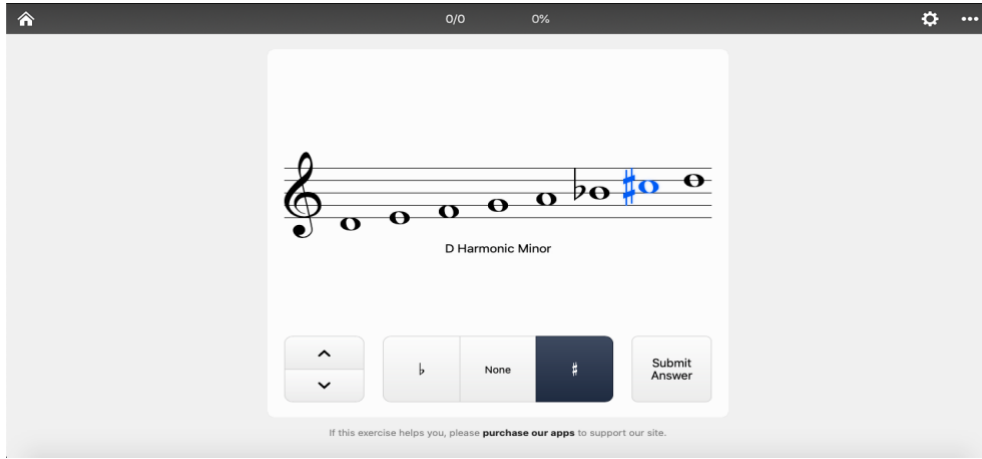 0/0 0%
D Harmonic Minor
♭ None ♯ Submit Answer
If this exercise helps you, please purchase our apps to support our site.